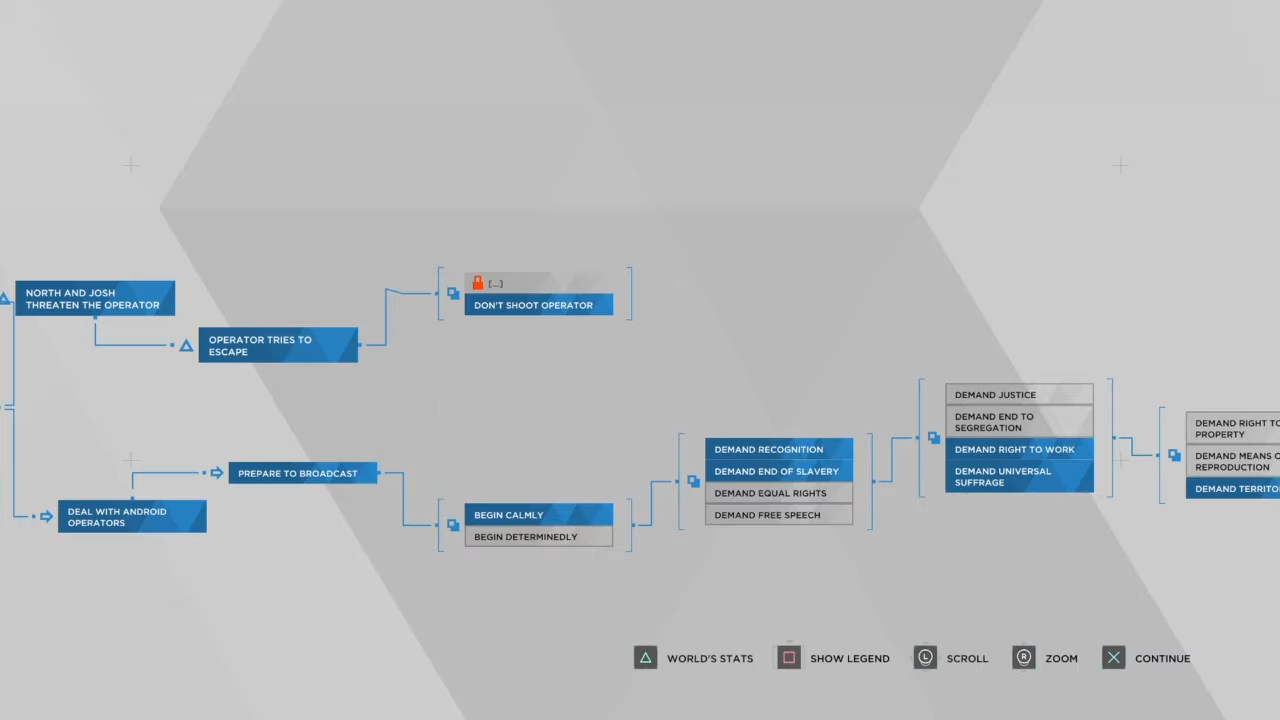 NORTH AND JOSH
THREATEN THE OPERATOR
OPERATOR TRIES TO
ESCAPE
[...]
DON'T SHOOT OPERATOR
DEAL WITH ANDROID
OPERATORS
PREPARE TO BROADCAST
BEGIN CALMLY
BEGIN DETERMINEDLY
DEMAND RECOGNITION
DEMAND END OF SLAVERY
DEMAND EQUAL RIGHTS
DEMAND FREE SPEECH
DEMAND JUSTICE
DEMAND END TO
SEGREGATION
DEMAND RIGHT TO WORK
DEMAND UNIVERSAL
SUFFRAGE
DEMAND RIGHT TO
PROPERTY
DEMAND MEANS O
REPRODUCTION
DEMAND TERRITO
WORLD'S STATS
SHOW LEGEND
L
SCROLL
R
ZOOM
CONTINUE